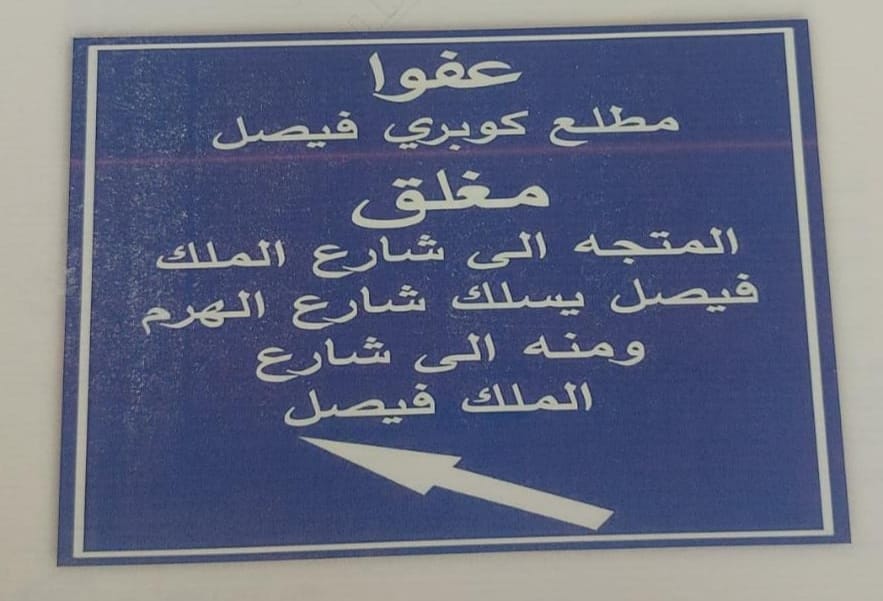 عفوا
مطلع كوبري فيصل
مغلق
المتجه الى شارع الملك
فيصل يسلك شارع الهرم
ومنه الى شارع
الملك فيصل